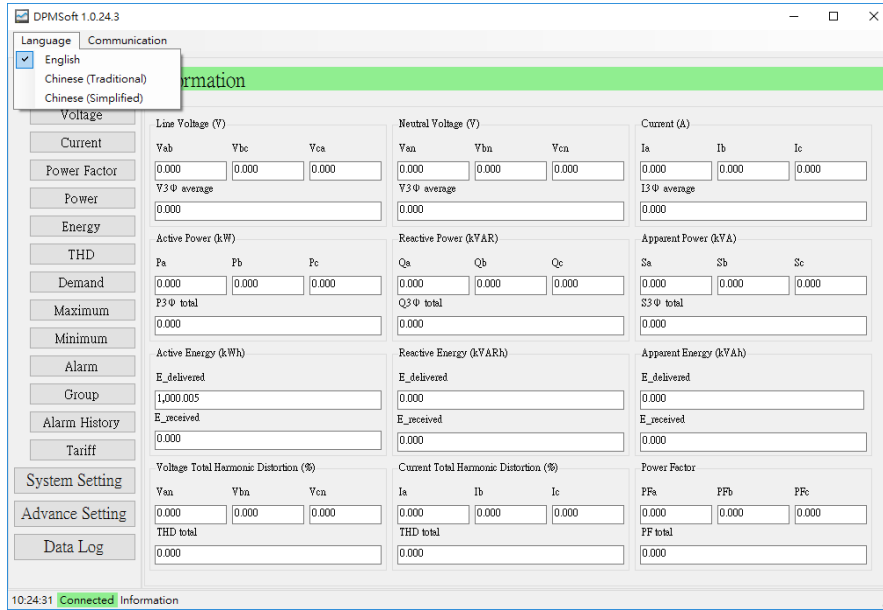 DPMSoft 1.0.24.3
Language Communication
English
Chinese (Traditional)
Chinese (Simplified)
rmation
Voltage
Current
Power Factor
Power
Energy
THD
Demand
Maximum
Minimum
Alarm
Group
Alarm History
Tariff
System Setting
Advance Setting
Data Log
Line Voltage (V)
Vab Vbc Vca
0.000 0.000 0.000
V3Φ average
0.000
Neutral Voltage (V)
Van Vbn Vcn
0.000 0.000 0.000
V3Φ average
0.000
Current (A)
Ia Ib Ic
0.000 0.000 0.000
I3Φ average
0.000
Active Power (kW)
Pa Pb Pc
0.000 0.000 0.000
P3Φ total
0.000
Reactive Power (kVAR)
Qa Qb Qc
0.000 0.000 0.000
Q3Φ total
0.000
Apparent Power (kVA)
Sa Sb Sc
0.000 0.000 0.000
S3Φ total
0.000
Active Energy (kWh)
E_delivered
1,000.005
E_received
0.000
Reactive Energy (kVARh)
E_delivered
0.000
E_received
0.000
Apparent Energy (kVAh)
E_delivered
0.000
E_received
0.000
Voltage Total Harmonic Distortion (%)
Van Vbn Vcn
0.000 0.000 0.000
THD total
0.000
Current Total Harmonic Distortion (%)
Ia Ib Ic
0.000 0.000 0.000
THD total
0.000
Power Factor
PFa PFb PFc
0.000 0.000 0.000
PF total
0.000
10:24:31 Connected Information